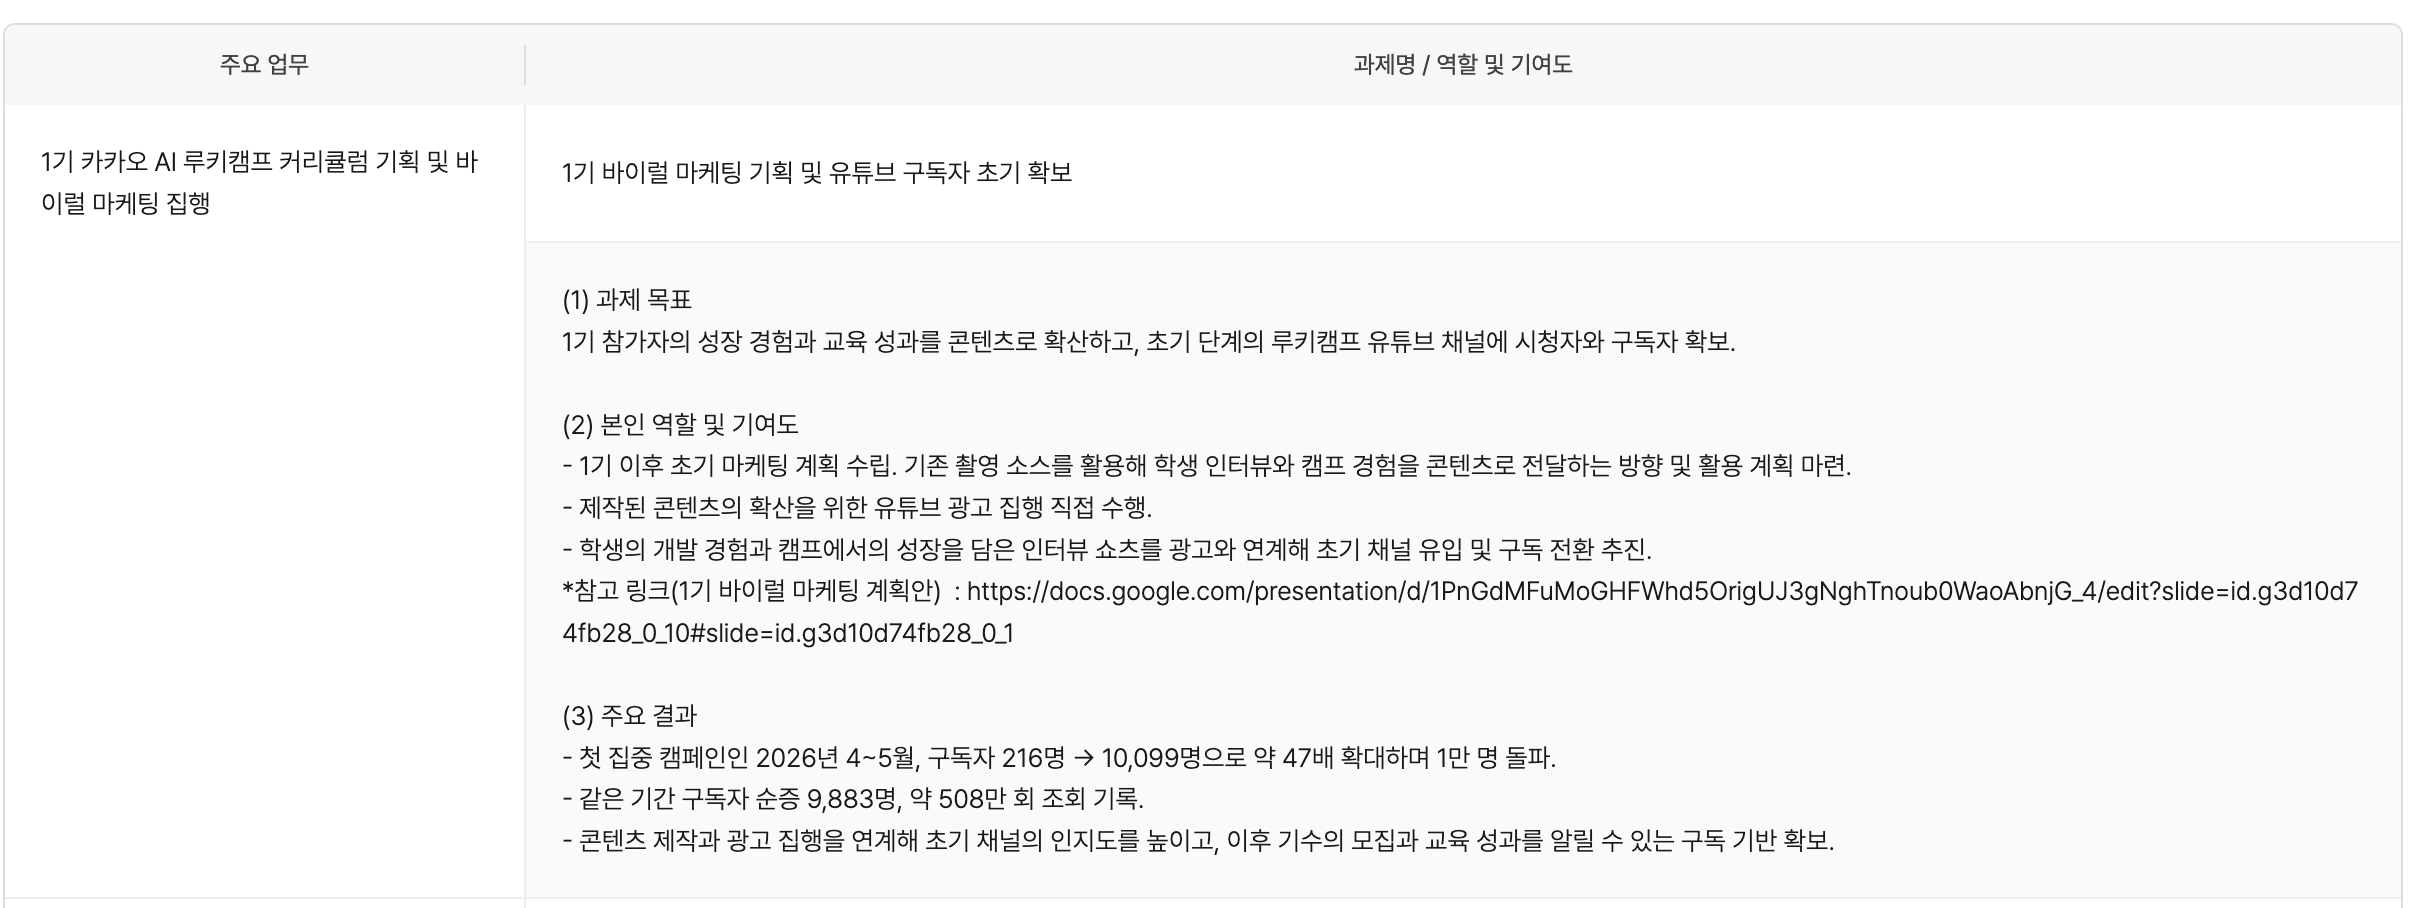 주요 업무
과제명 / 역할 및 기여도
1기 카카오 AI 루키캠프 커리큘럼 기획 및 바
이럴 마케팅 집행
1기 바이럴 마케팅 기획 및 유튜브 구독자 초기 확보
(1) 과제 목표
1기 참가자의 성장 경험과 교육 성과를 콘텐츠로 확산하고, 초기 단계의 루키캠프 유튜브 채널에 시청자와 구독자 확보.
(2) 본인 역할 및 기여도
- 1기 이후 초기 마케팅 계획 수립. 기존 촬영 소스를 활용해 학생 인터뷰와 캠프 경험을 콘텐츠로 전달하는 방향 및 활용 계획 마련.
- 제작된 콘텐츠의 확산을 위한 유튜브 광고 집행 직접 수행.
- 학생의 개발 경험과 캠프에서의 성장을 담은 인터뷰 쇼츠를 광고와 연계해 초기 채널 유입 및 구독 전환 추진.
*참고 링크(1기 바이럴 마케팅 계획안)  : https://docs.google.com/presentation/d/1PnGdMFuMoGHFWhd5OrigUJ3gNghTnoub0WaoAbnjG_4/edit?slide=id.g3d10d7
4fb28_0_10#slide=id.g3d10d74fb28_0_1
(3) 주요 결과
- 첫 집중 캠페인인 2026년 4~5월, 구독자 216명 → 10,099명으로 약 47배 확대하며 1만 명 돌파.
- 같은 기간 구독자 순증 9,883명, 약 508만 회 조회 기록.
- 콘텐츠 제작과 광고 집행을 연계해 초기 채널의 인지도를 높이고, 이후 기수의 모집과 교육 성과를 알릴 수 있는 구독 기반 확보.